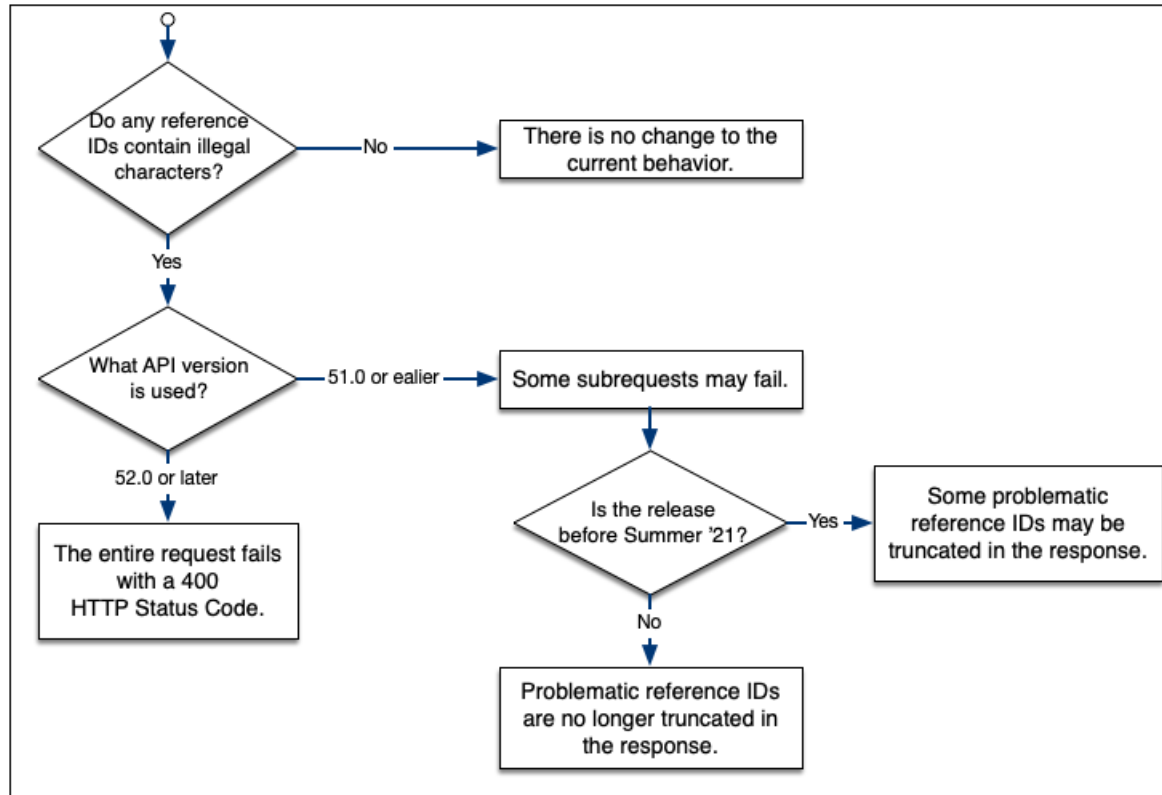 Do any reference
IDs contain illegal
characters?
No
There is no change to the
current behavior.
Yes
What API version
is used?
51.0 or ealier
Some subrequests may fail.
52.0 or later
The entire request fails
with a 400
HTTP Status Code.
Is the release
before Summer '21?
Yes
Some problematic
reference IDs may be
truncated in the response.
No
Problematic reference IDs
are no longer truncated in
the response.